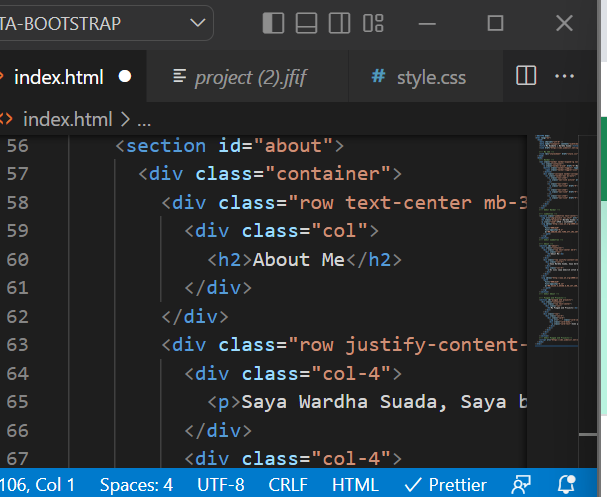 TA-BOOTSTRAP
index.html
project (2).jfif
# style.css
index.html > ...
56 <section id="about">
57 <div class="container">
58 <div class="row text-center mb-3
59 <div class="col">
60 <h2>About Me</h2>
61 </div>
62 </div>
63 <div class="row justify-content-
64 <div class="col-4">
65 <p>Saya Wardha Suada, Saya b
66 </div>
67 <div class="col-4">
106, Col 1 Spaces: 4 UTF-8 CRLF HTML Prettier